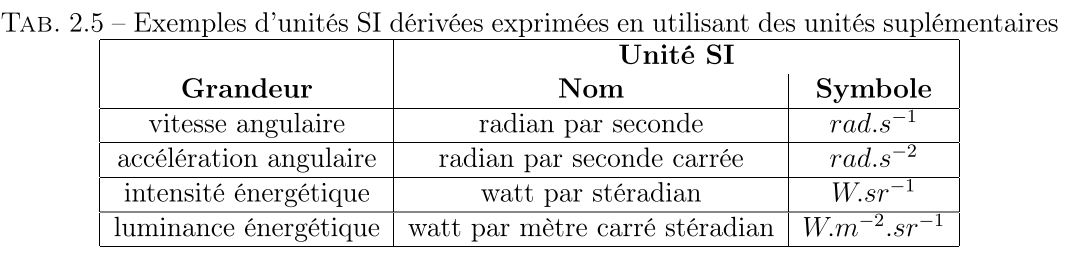 TAB. 2.5 – Exemples d'unités SI dérivées exprimées en utilisant des unités suplémentaires
Unité SI
Grandeur Nom Symbole
vitesse angulaire radian par seconde rad.s⁻¹
accélération angulaire radian par seconde carrée rad.s⁻²
intensité énergétique watt par stéradian W.sr⁻¹
luminance énergétique watt par mètre carré stéradian W.m⁻².sr⁻¹